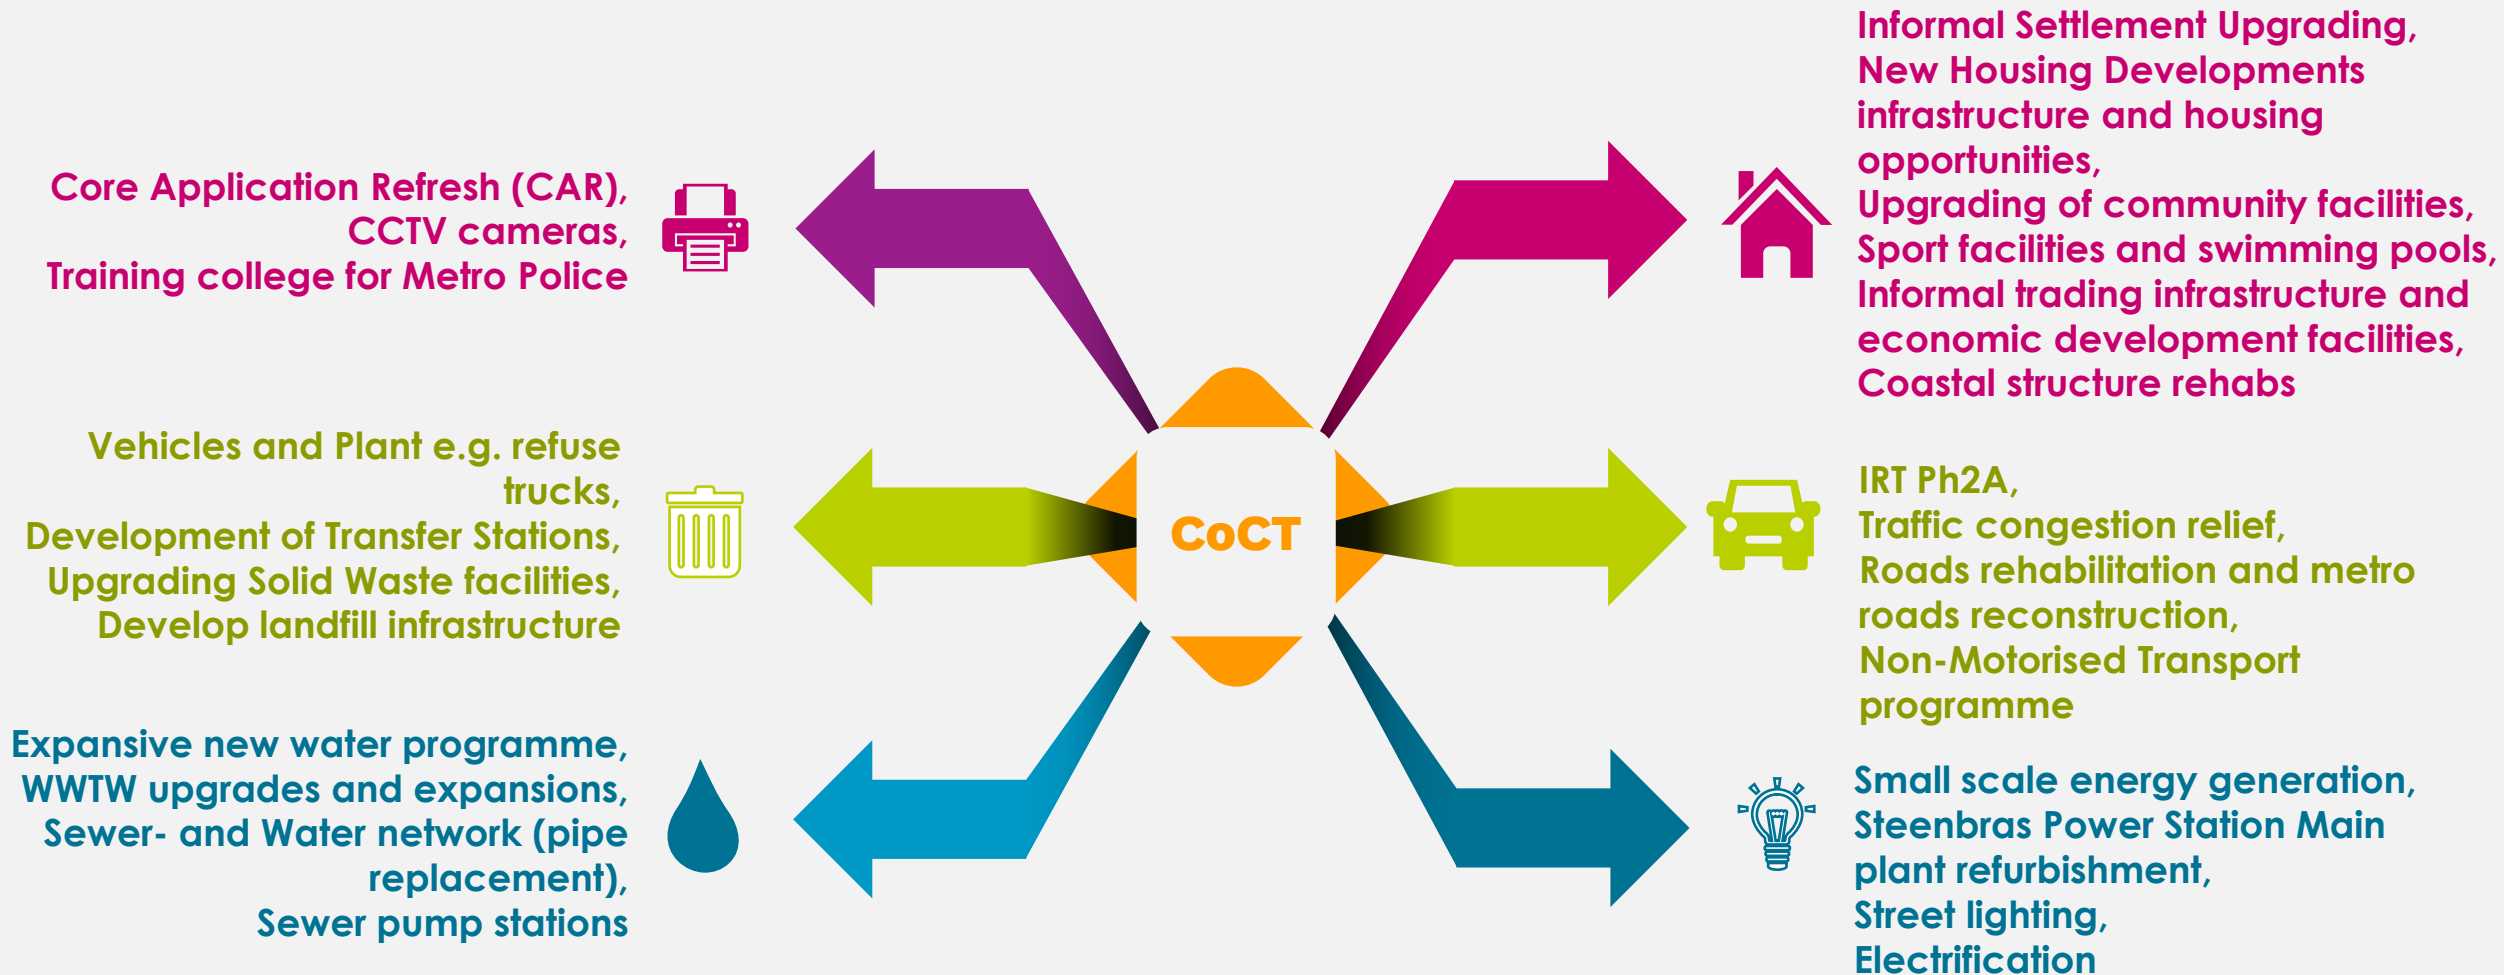 Core Application Refresh (CAR),
CCTV cameras,
Training college for Metro Police
Vehicles and Plant e.g. refuse
trucks,
Development of Transfer Stations,
Upgrading Solid Waste facilities,
Develop landfill infrastructure
Expansive new water programme,
WWTW upgrades and expansions,
Sewer- and Water network (pipe
replacement),
Sewer pump stations
CoCT
Informal Settlement Upgrading,
New Housing Developments
infrastructure and housing
opportunities,
Upgrading of community facilities,
Sport facilities and swimming pools,
Informal trading infrastructure and
economic development facilities,
Coastal structure rehabs
IRT Ph2A,
Traffic congestion relief,
Roads rehabilitation and metro
roads reconstruction,
Non-Motorised Transport
programme
Small scale energy generation,
Steenbras Power Station Main
plant refurbishment,
Street lighting,
Electrification